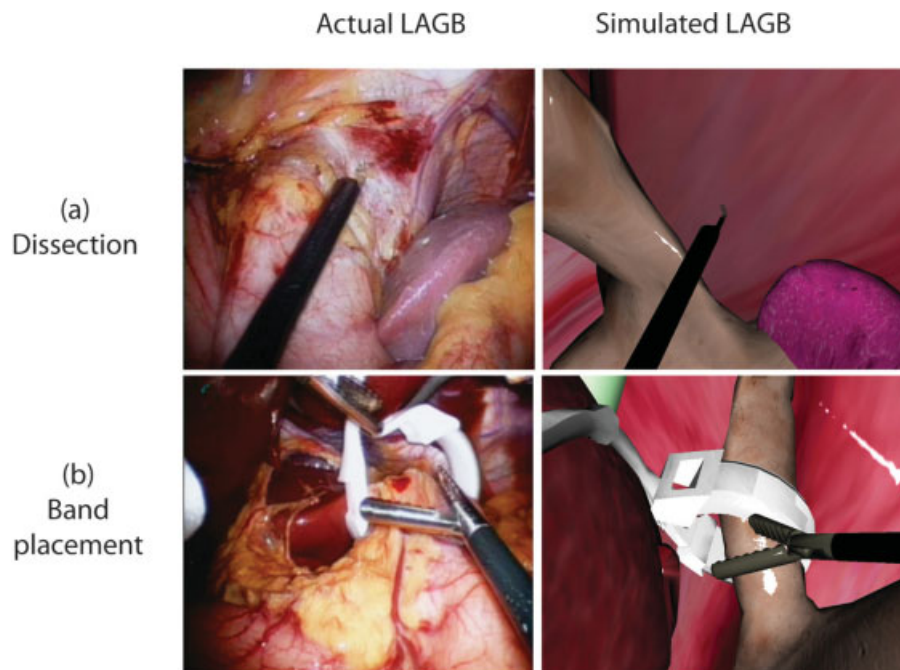 Actual LAGB
Simulated LAGB
(a)
Dissection
(b)
Band
placement